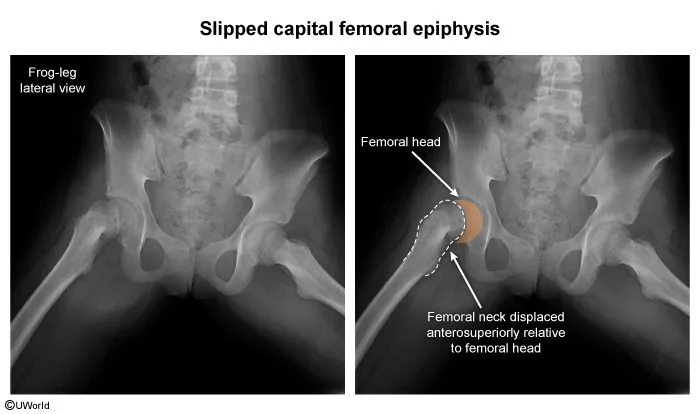 Slipped capital femoral epiphysis
Frog-leg
lateral view
Femoral head
Femoral neck displaced
anterosuperiorly relative
to femoral head
©UWorld